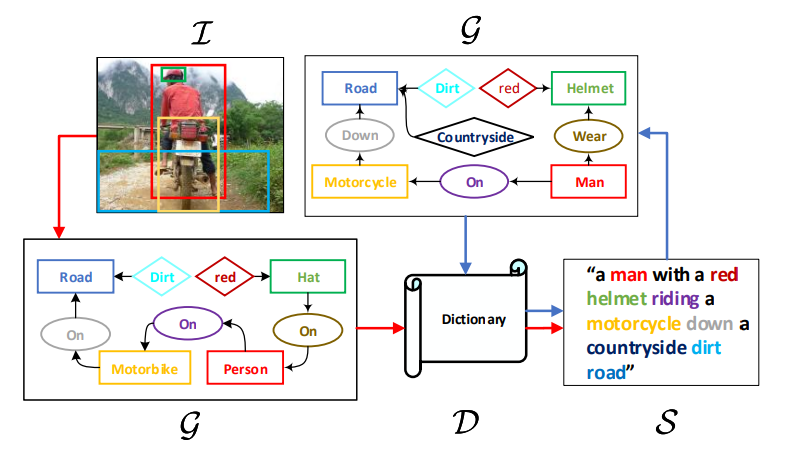 I
G
Road
Dirt
red
Helmet
Down
Countryside
Wear
Motorcycle
On
Man
Road
Dirt
red
Hat
On
On
On
Motorbike
Person
Dictionary
“a man with a red
helmet riding a
motorcycle down a
countryside dirt
road”
G
D
S